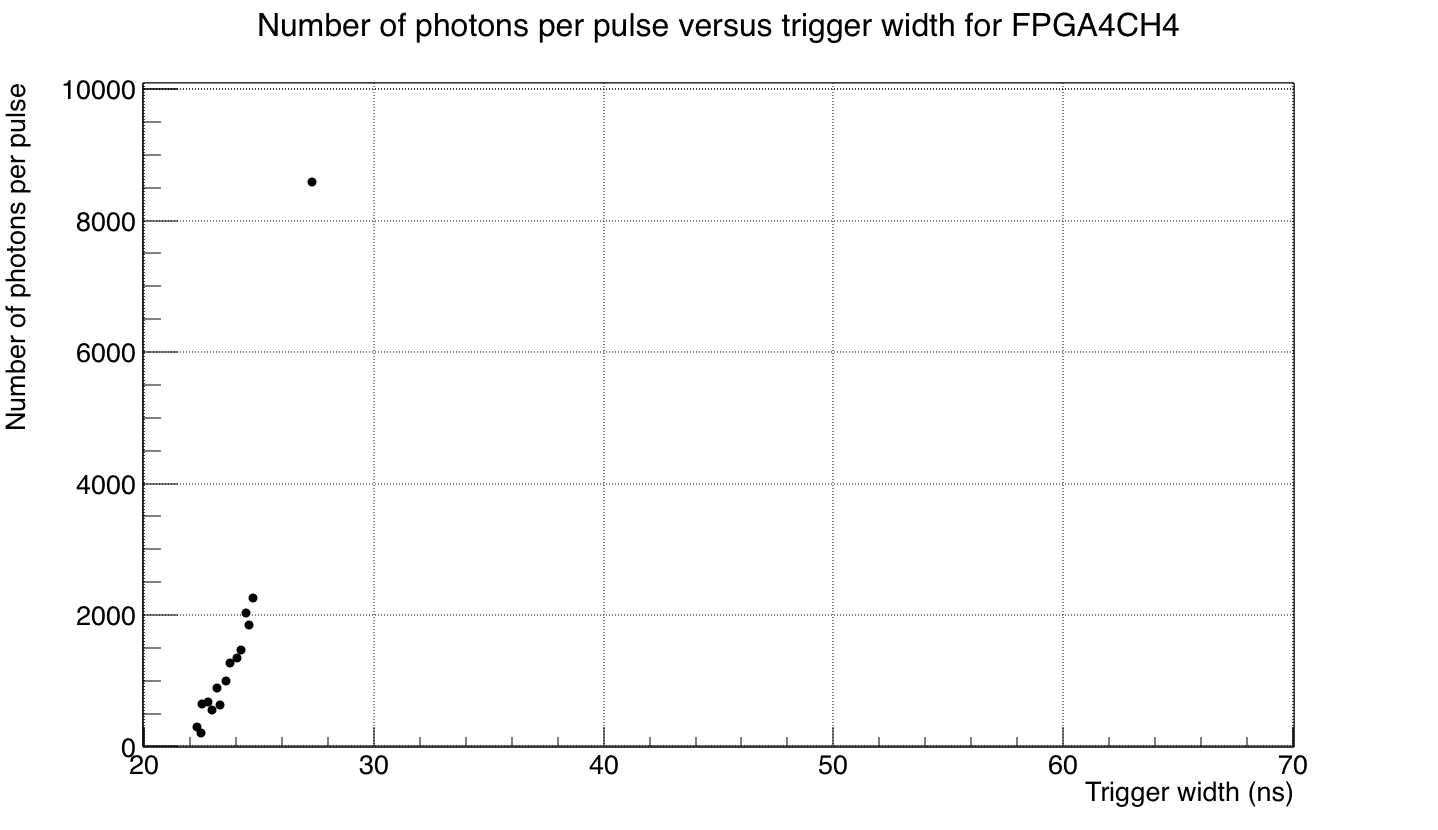 Number of photons per pulse versus trigger width for FPGA4CH4
Number of photons per pulse
10000
8000
6000
4000
2000
0
20 30 40 50 60 70
Trigger width (ns)